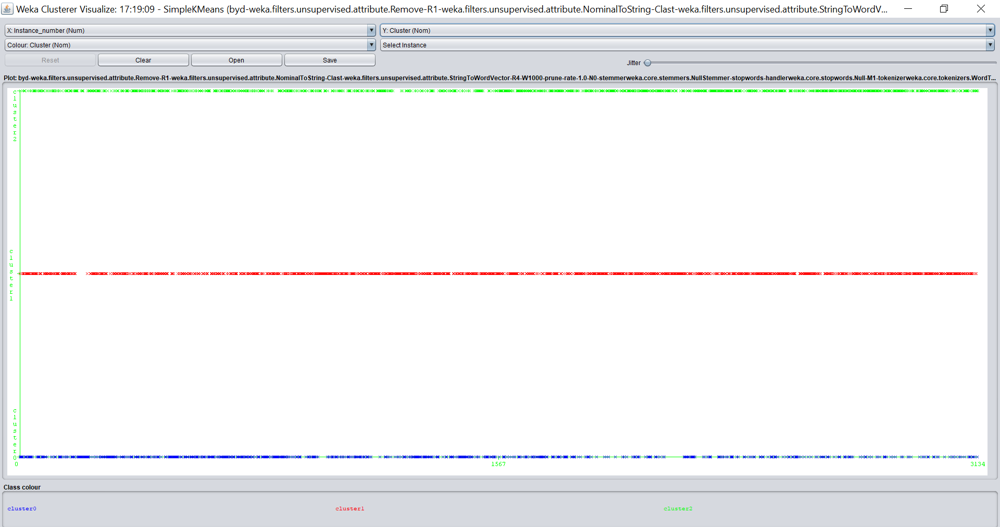 Weka Clusterer Visualize: 17:19:09 - SimpleKMeans (byd-weka.filters.unsupervised.attribute.Remove-R1-weka.filters.unsupervised.attribute.NominalToString-Clast-weka.filters.unsupervised.attribute.StringToWordV...
X: Instance_number (Num)
Y: Cluster (Nom)
Colour: Cluster (Nom)
Select Instance
Reset
Clear
Open
Save
Jitter
Plot: byd-weka.filters.unsupervised.attribute.Remove-R1-weka.filters.unsupervised.attribute.NominalToString-Clast-weka.filters.unsupervised.attribute.StringToWordVector-R4-W1000-prune-rate-1.0-N0-stemmerweka.core.stemmers.NullStemmer-stopwords-handlerweka.core.stopwords.Null-M1-tokenizerweka.core.tokenizers.WordT...
cluster2
cluster1
cluster0
0
1567
3134
Class colour
cluster0
cluster1
cluster2